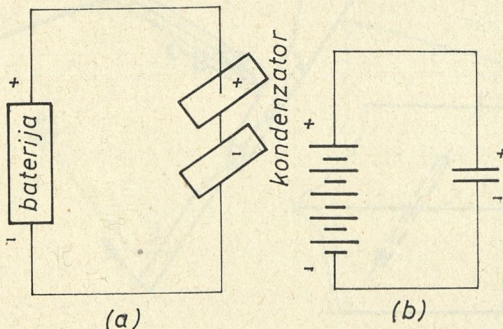 +
baterija
-
+
-
kondenzator
(a)
+
-
+
-
(b)